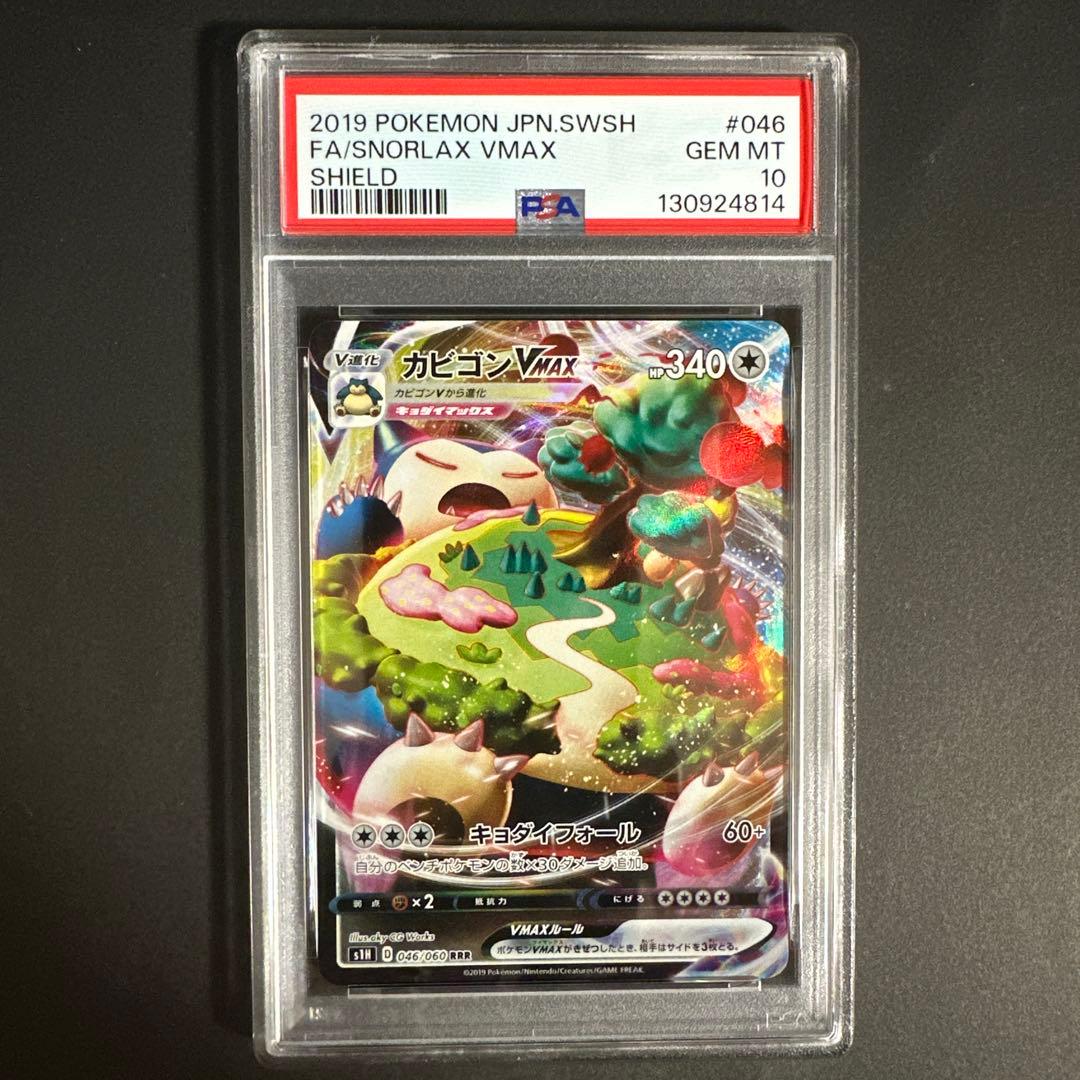 2019 POKEMON JPN.SWSH #046
FA/SNORLAX VMAX GEM MT
SHIELD 10
PSA 130924814
V進化 カビゴンVMAX HP340
カビゴンVから進化
キョダイマックス
キョダイフォール 60+
自分のベンチポケモンの数×30ダメージ追加。
弱点 ×2 抵抗力 にげる
VMAXルール
ポケモンVMAXがきぜつしたとき、相手はサイドを3枚とる。
Illus.aky CG Works
s1H D 046/060 RRR
©2019 Pokémon/Nintendo/Creatures/GAME FREAK.